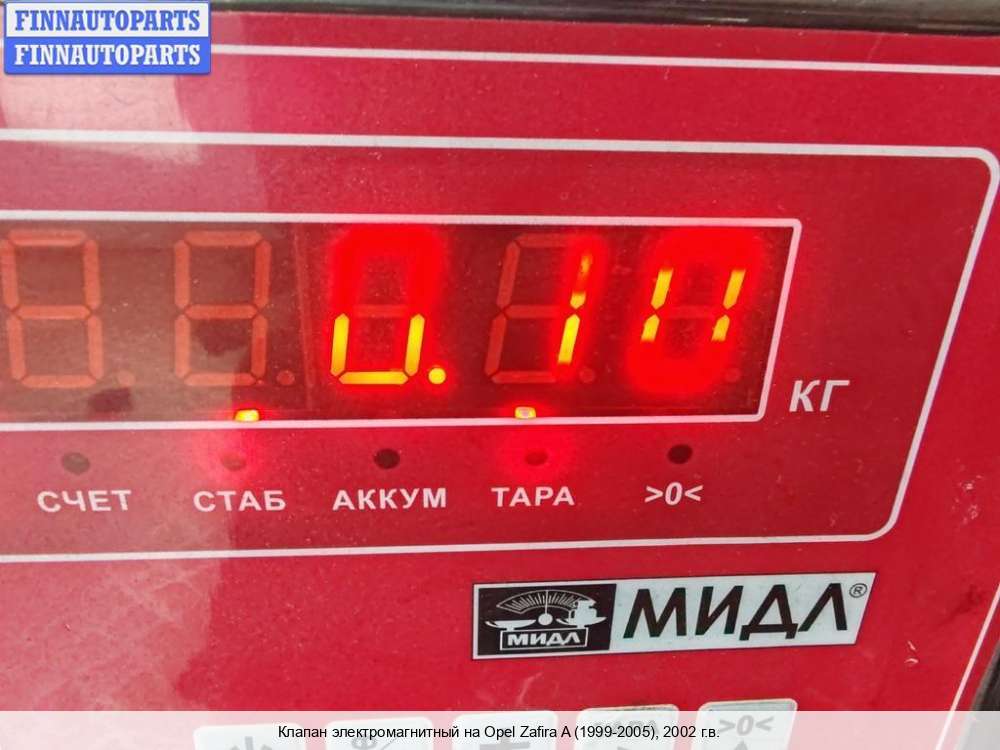 FINNAUTOPARTS
FINNAUTOPARTS
КГ
СЧЕТ СТАБ АККУМ ТАРА >0<
МИДЛ МИДЛ®
>0<
Клапан электромагнитный на Opel Zafira A (1999-2005), 2002 г.в.